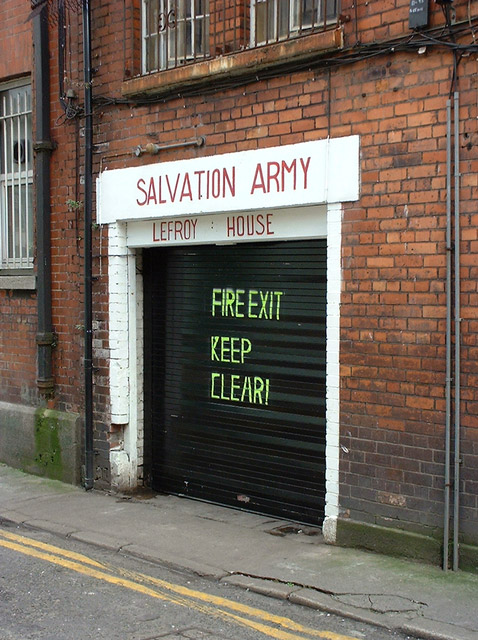 SALVATION ARMY
LEFROY : HOUSE
FIRE EXIT
KEEP
CLEAR!